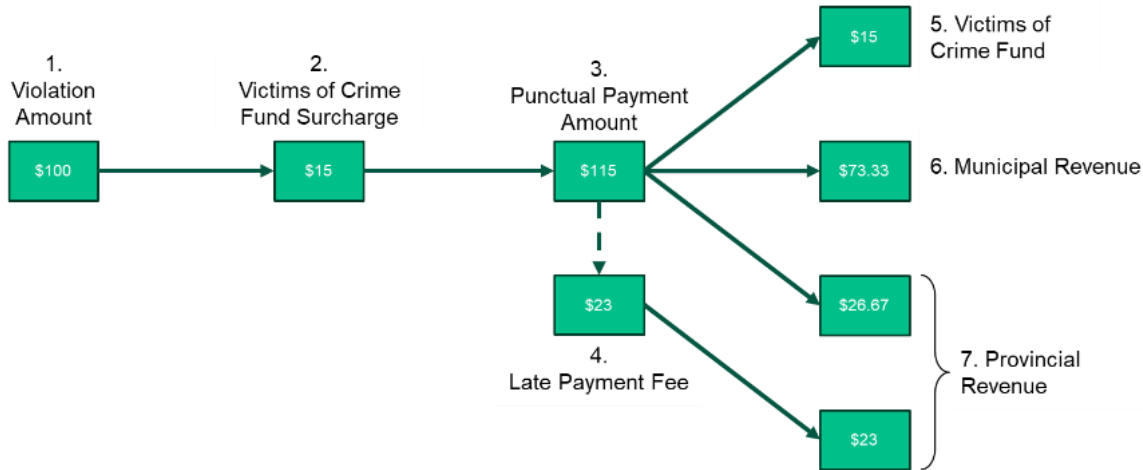 1.
Violation
Amount
$100
2.
Victims of Crime
Fund Surcharge
$15
3.
Punctual Payment
Amount
$115
$23
4.
Late Payment Fee
$15
5. Victims of
Crime Fund
$73.33
6. Municipal Revenue
$26.67
$23
7. Provincial
Revenue